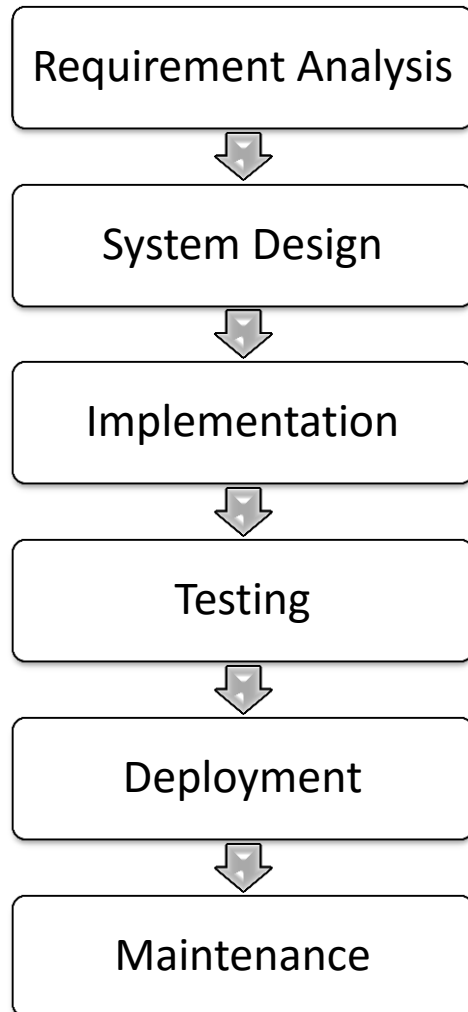 Requirement Analysis
System Design
Implementation
Testing
Deployment
Maintenance